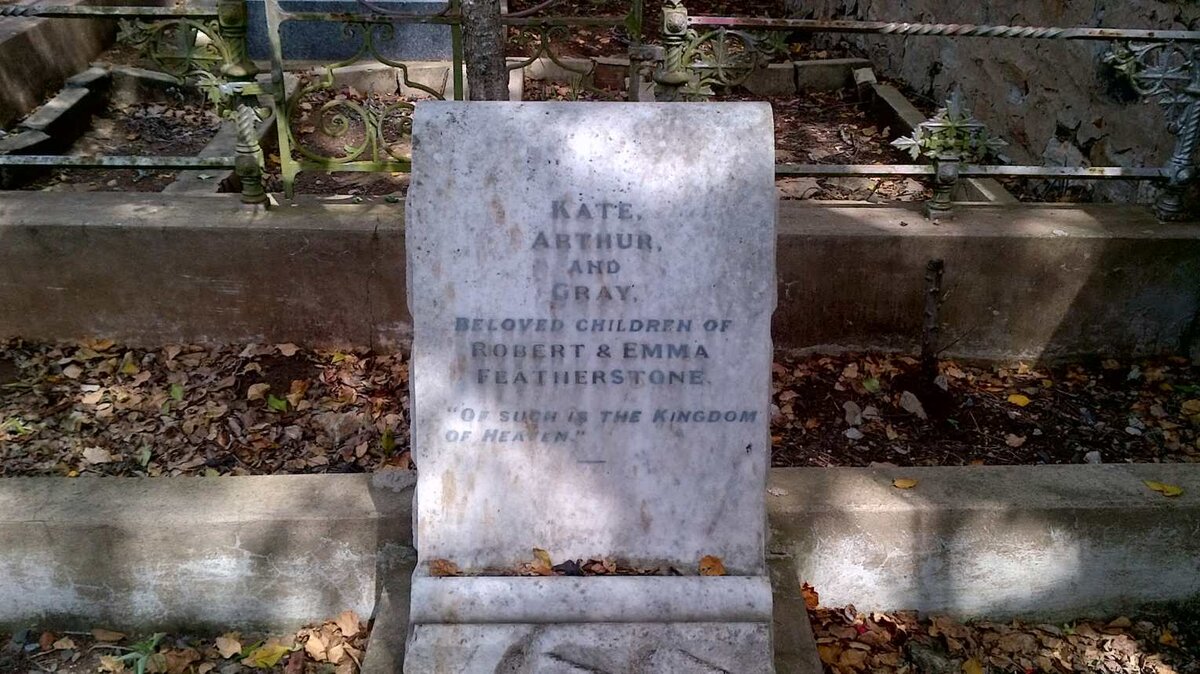 KATE,
ARTHUR,
AND
GRAY,
BELOVED CHILDREN OF
ROBERT & EMMA
FEATHERSTONE.
"OF SUCH IS THE KINGDOM
OF HEAVEN."